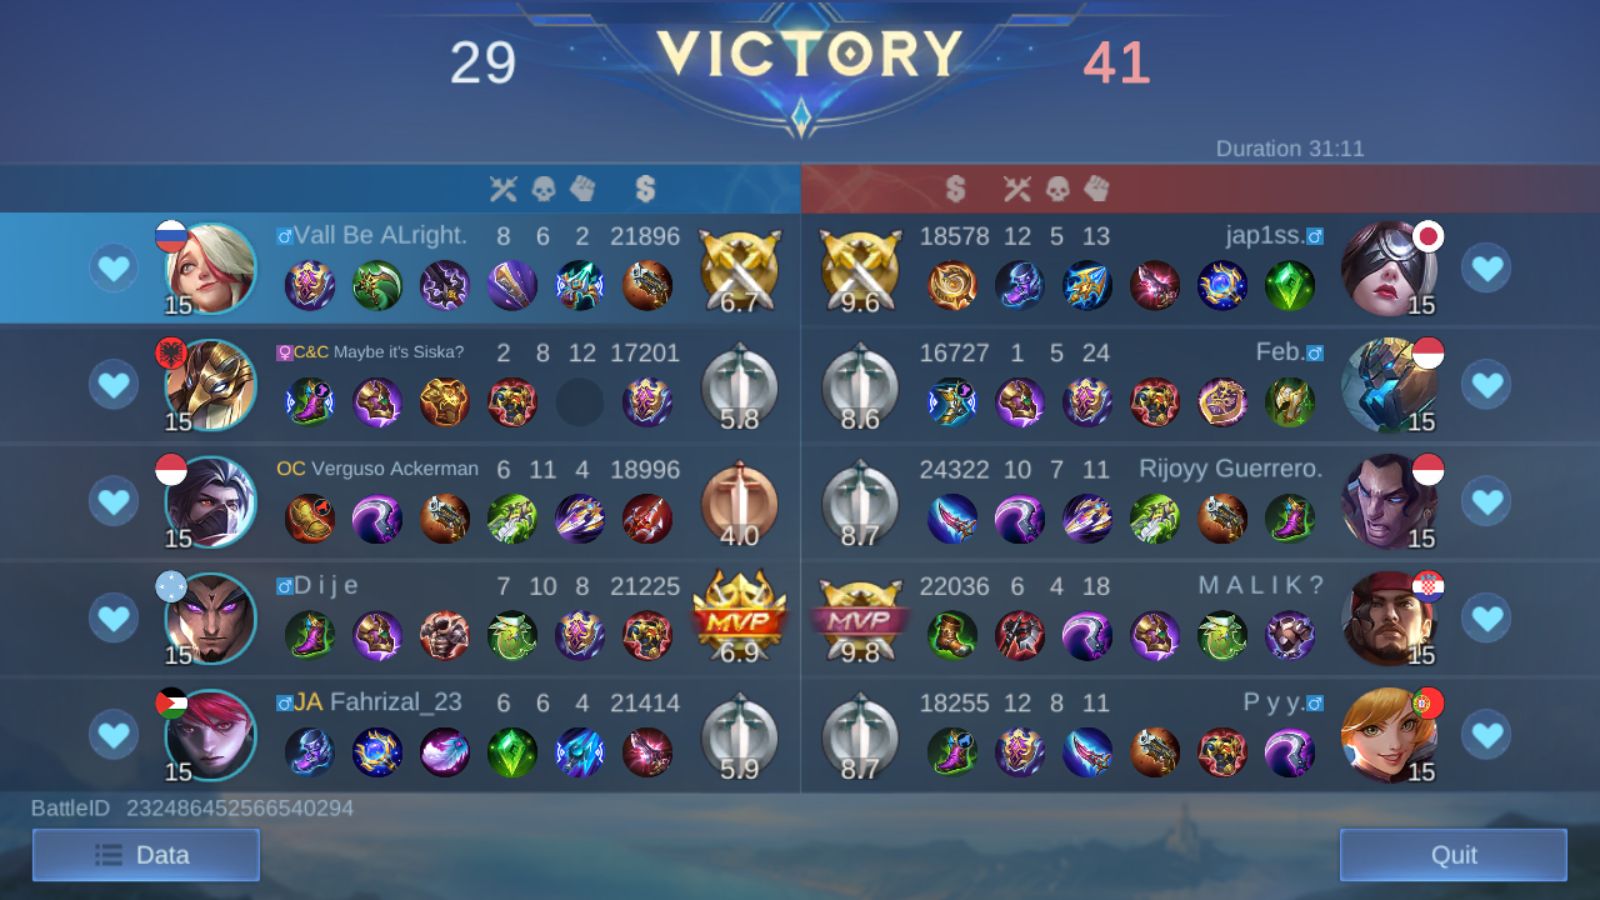 29 VICTORY 41
Duration 31:11
Vall Be ALright. 8 6 2 21896 6.7 15
18578 12 5 13 jap1ss. 9.6 15
C&C Maybe it's Siska? 2 8 12 17201 5.8 15
16727 1 5 24 Feb. 8.6 15
OC Verguso Ackerman 6 11 4 18996 4.0 15
24322 10 7 11 Rijoyy Guerrero. 8.7 15
D i j e 7 10 8 21225 MVP 6.9 15
22036 6 4 18 M A L I K ? MVP 9.8 15
JA Fahrizal_23 6 6 4 21414 5.9 15
18255 12 8 11 P y y. 8.7 15
BattleID 232486452566540294
Data
Quit